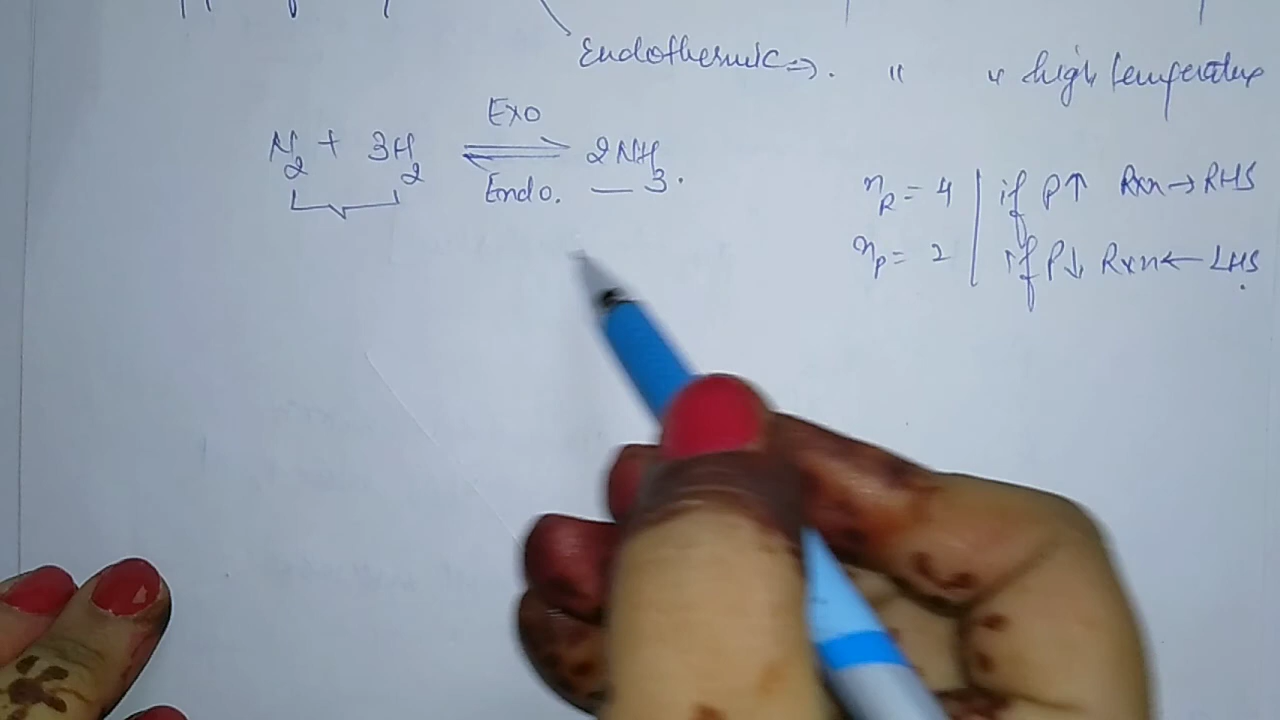 Endothermic ⇒. " " high temperature
Exo
N2 + 3H2 ⇌ 2NH3.
Endo.
nR = 4 | if P↑ Rxn → RHS
nP = 2 | if P↓ Rxn ← LHS